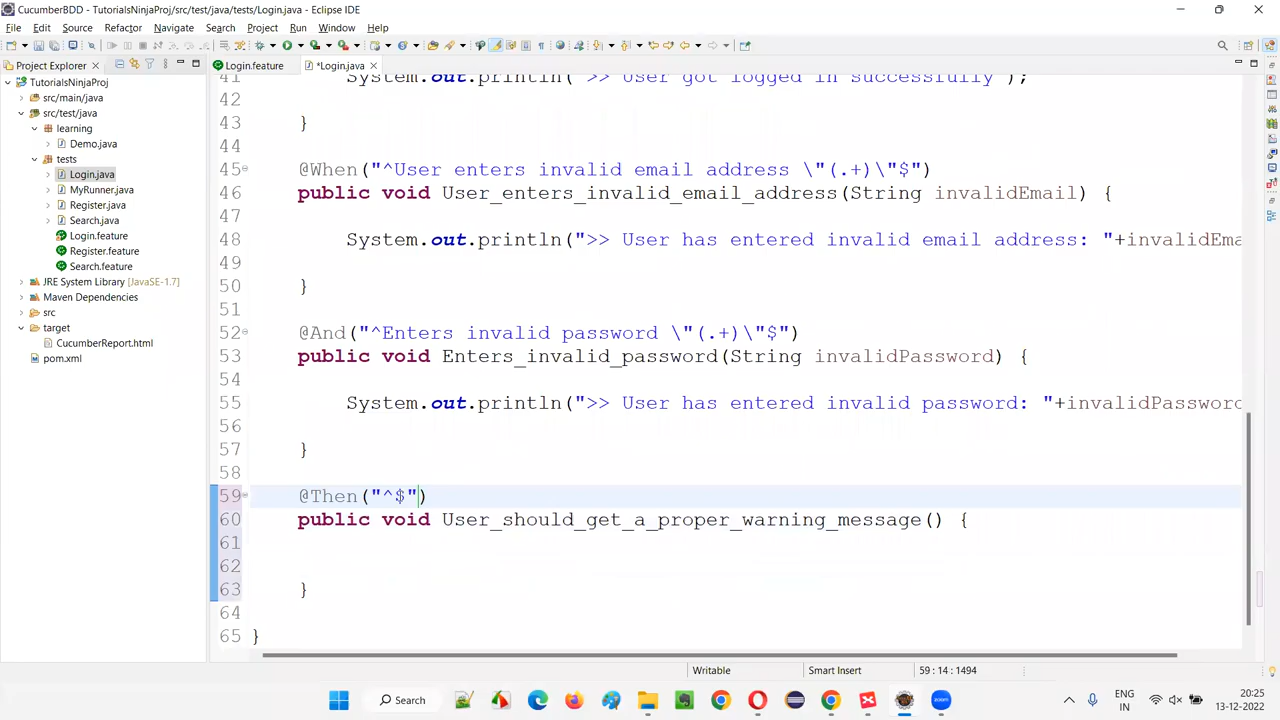 CucumberBDD - TutorialsNinjaProj/src/test/java/tests/Login.java - Eclipse IDE
File Edit Source Refactor Navigate Search Project Run Window Help
Project Explorer
Login.feature
*Login.java
TutorialsNinjaProj
src/main/java
src/test/java
learning
Demo.java
tests
Login.java
MyRunner.java
Register.java
Search.java
Login.feature
Register.feature
Search.feature
JRE System Library [JavaSE-1.7]
Maven Dependencies
src
target
CucumberReport.html
pom.xml
41 System.out.println(">> User got logged in successfully");
42
43 }
44
45 @When("^User enters invalid email address \"(.+)\"$")
46 public void User_enters_invalid_email_address(String invalidEmail) {
47
48 System.out.println(">> User has entered invalid email address: "+invalidEma
49
50 }
51
52 @And("^Enters invalid password \"(.+)\"$")
53 public void Enters_invalid_password(String invalidPassword) {
54
55 System.out.println(">> User has entered invalid password: "+invalidPassword
56
57 }
58
59 @Then("^$")
60 public void User_should_get_a_proper_warning_message() {
61
62
63 }
64
65 }
Writable Smart Insert 59 : 14 : 1494
Search
zoom
ENG
IN
20:25
13-12-2022